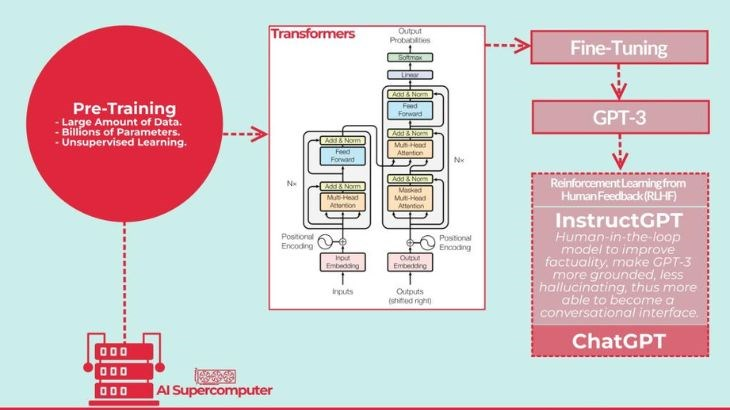 Pre-Training
- Large Amount of Data.
- Billions of Parameters.
- Unsupervised Learning.
AI Supercomputer
Transformers
Output
Probabilities
Softmax
Linear
Add & Norm
Feed
Forward
Add & Norm
Multi-Head
Attention
Add & Norm
Masked
Multi-Head
Attention
N×
Add & Norm
Feed
Forward
Add & Norm
Multi-Head
Attention
N×
Positional
Encoding
Positional
Encoding
Input
Embedding
Output
Embedding
Inputs
Outputs
(shifted right)
Fine-Tuning
GPT-3
Reinforcement Learning from
Human Feedback (RLHF)
InstructGPT
Human-in-the-loop
model to improve
factuality, make GPT-3
more grounded, less
hallucinating, thus more
able to become a
conversational interface.
ChatGPT